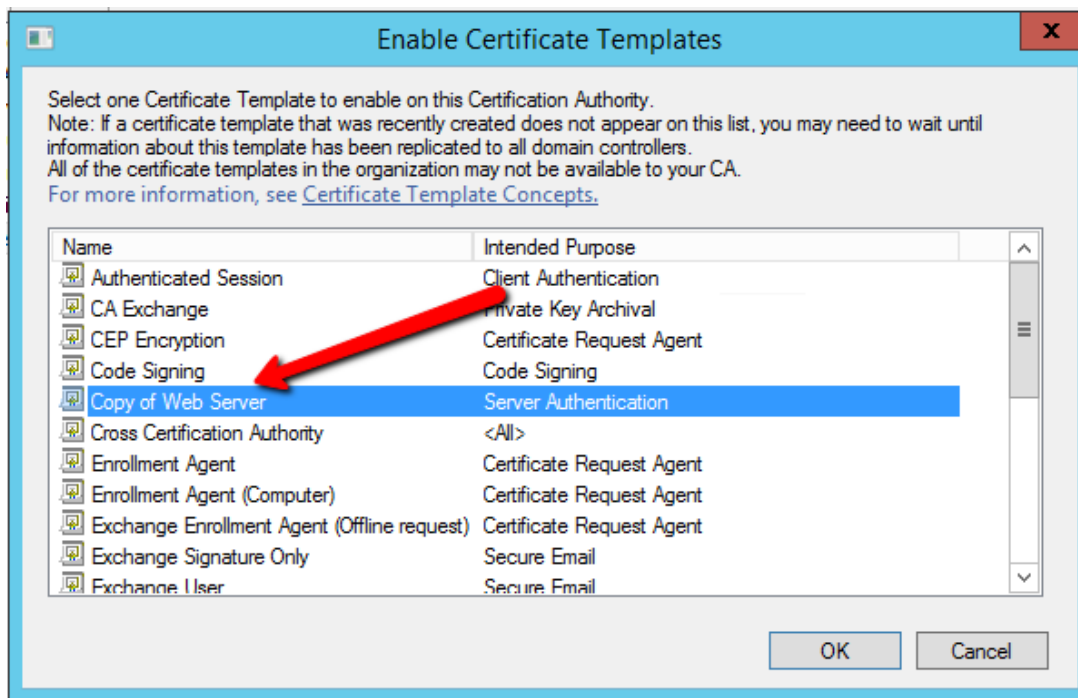 Enable Certificate Templates
x
Select one Certificate Template to enable on this Certification Authority.
Note: If a certificate template that was recently created does not appear on this list, you may need to wait until
information about this template has been replicated to all domain controllers.
All of the certificate templates in the organization may not be available to your CA.
For more information, see Certificate Template Concepts.
Name Intended Purpose
Authenticated Session Client Authentication
CA Exchange Private Key Archival
CEP Encryption Certificate Request Agent
Code Signing Code Signing
Copy of Web Server Server Authentication
Cross Certification Authority <All>
Enrollment Agent Certificate Request Agent
Enrollment Agent (Computer) Certificate Request Agent
Exchange Enrollment Agent (Offline request) Certificate Request Agent
Exchange Signature Only Secure Email
Exchange User Secure Email
OK Cancel